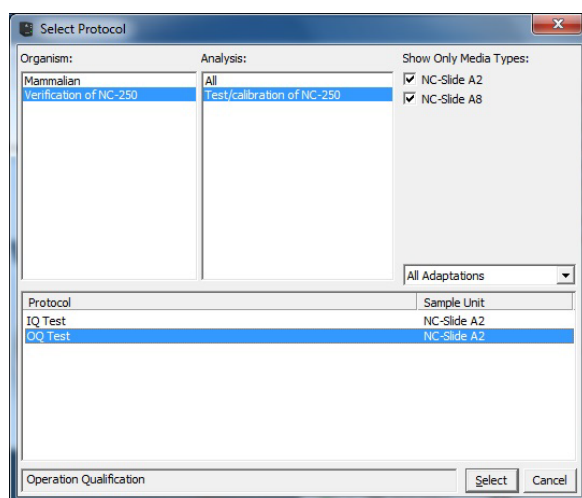 Select Protocol
Organism:
Analysis:
Show Only Media Types:
Mammalian
Verification of NC-250
All
Test/calibration of NC-250
NC-Slide A2
NC-Slide A8
All Adaptations
Protocol
Sample Unit
IQ Test
NC-Slide A2
OQ Test
NC-Slide A2
Operation Qualification
Select
Cancel